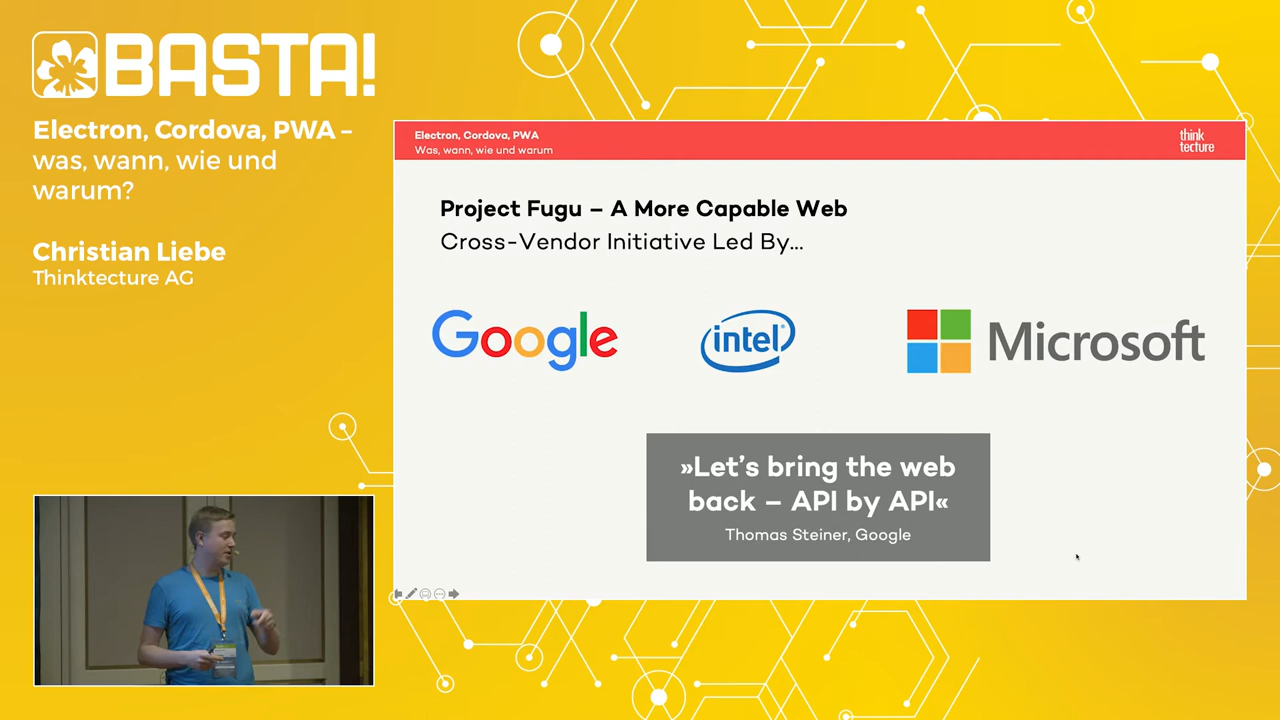 BASTA!
Electron, Cordova, PWA –
was, wann, wie und
warum?
Christian Liebe
Thinktecture AG
Electron, Cordova, PWA
Was, wann, wie und warum
think
tecture
Project Fugu – A More Capable Web
Cross-Vendor Initiative Led By...
Google
intel
Microsoft
»Let’s bring the web
back – API by API«
Thomas Steiner, Google